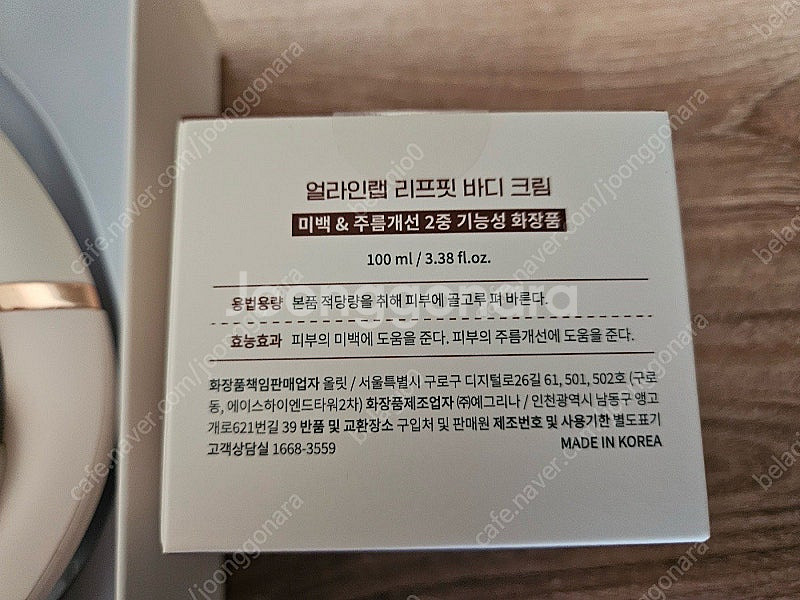 얼라인랩 리프핏 바디 크림
미백 & 주름개선 2중 기능성 화장품
100 ml / 3.38 fl.oz.
용법용량 본품 적당량을 취해 피부에 골고루 펴 바른다.
효능효과 피부의 미백에 도움을 준다. 피부의 주름개선에 도움을 준다.
화장품책임판매업자 올릿 / 서울특별시 구로구 디지털로26길 61, 501, 502호 (구로
동, 에이스하이엔드타워2차) 화장품제조업자 ㈜예그리나 / 인천광역시 남동구 앵고
개로621번길 39 반품 및 교환장소 구입처 및 판매원 제조번호 및 사용기한 별도표기
고객상담실 1668-3559 MADE IN KOREA
joonggonara
cafe.naver.com/joonggonara